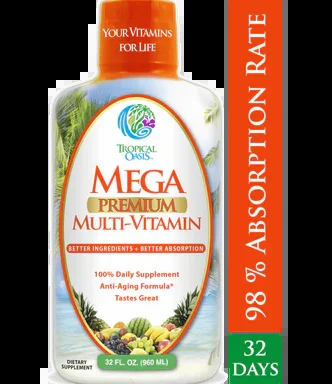 YOUR VITAMINS
FOR LIFE
TROPICAL
OASIS™
MEGA
PREMIUM
MULTI-VITAMIN
BETTER INGREDIENTS + BETTER ABSORPTION
100% Daily Supplement
Anti-Aging Formula*
Tastes Great
DIETARY
SUPPLEMENT
32 FL. OZ. (960 ML)
98 % ABSORPTION RATE
32
DAYS